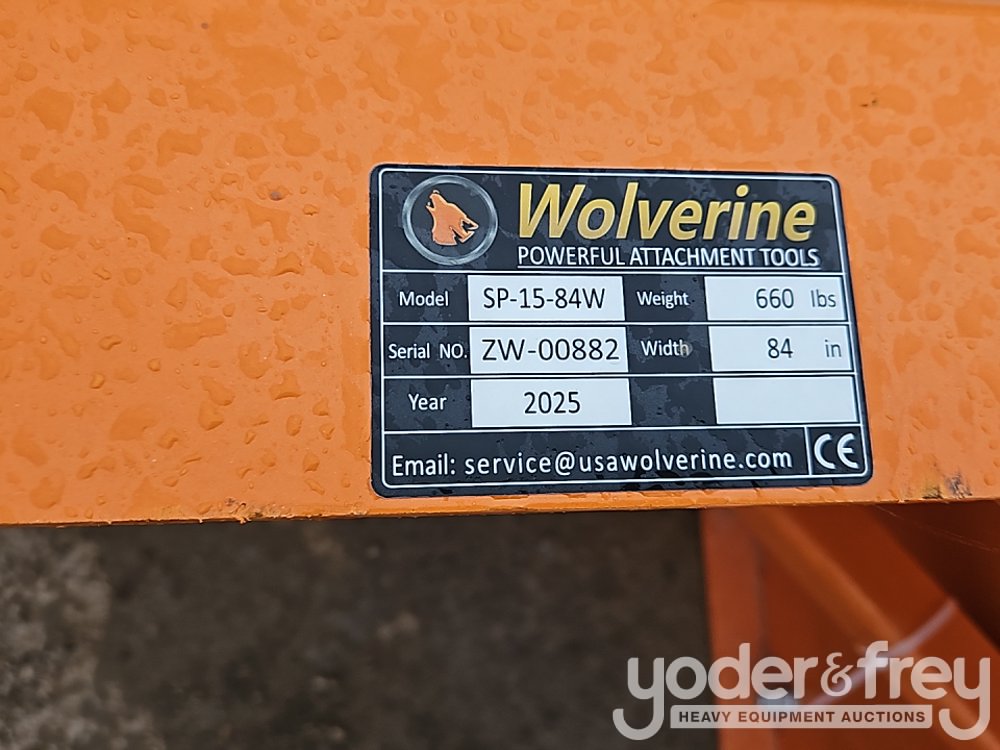 Wolverine
POWERFUL ATTACHMENT TOOLS
Model SP-15-84W Weight 660 lbs
Serial NO. ZW-00882 Width 84 in
Year 2025
Email: service@usawolverine.com CE
yoder&frey
HEAVY EQUIPMENT AUCTIONS